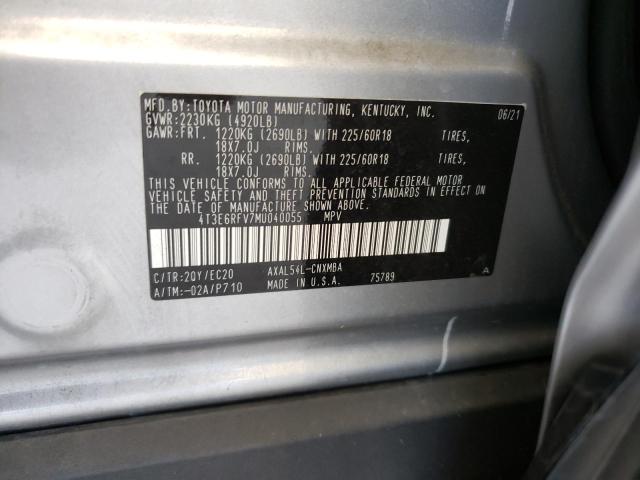 MFD.BY:TOYOTA MOTOR MANUFACTURING, KENTUCKY, INC. 06/21
GVWR:2230KG (4920LB)
GAWR:FRT. 1220KG (2690LB) WITH 225/60R18 TIRES,
18X7.0J RIMS.
RR. 1220KG (2690LB) WITH 225/60R18 TIRES,
18X7.0J RIMS.
THIS VEHICLE CONFORMS TO ALL APPLICABLE FEDERAL MOTOR
VEHICLE SAFETY AND THEFT PREVENTION STANDARDS IN EFFECT
ON THE DATE OF MANUFACTURE SHOWN ABOVE.
4T3E6RFV7MU040055 MPV
C/TR:2QY/EC20 AXAL54L-CNXMBA A
A/TM:-02A/P710 MADE IN U.S.A. 75789